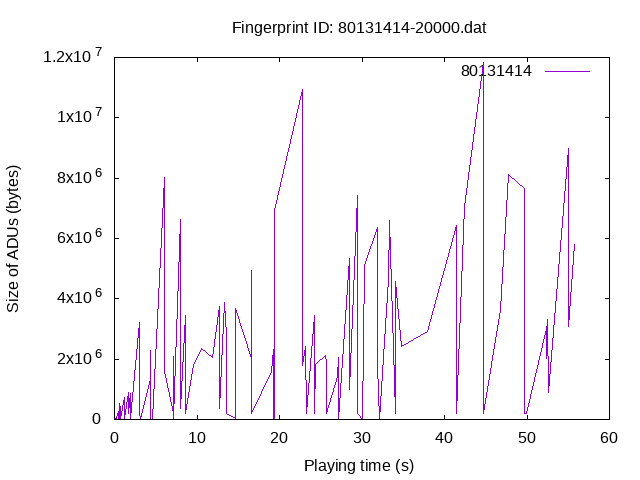 Fingerprint ID: 80131414-20000.dat
80131414
Size of ADUs (bytes)
1.2x10^7
1x10^7
8x10^6
6x10^6
4x10^6
2x10^6
0
0 10 20 30 40 50 60
Playing time (s)